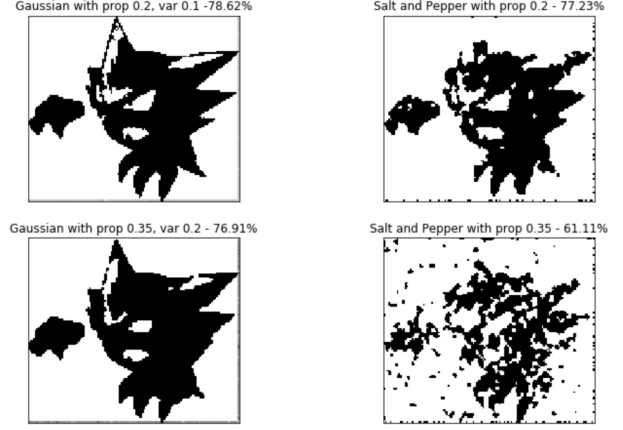 Gaussian with prop 0.2, var 0.1 -78.62%
Salt and Pepper with prop 0.2 - 77.23%
Gaussian with prop 0.35, var 0.2 - 76.91%
Salt and Pepper with prop 0.35 - 61.11%